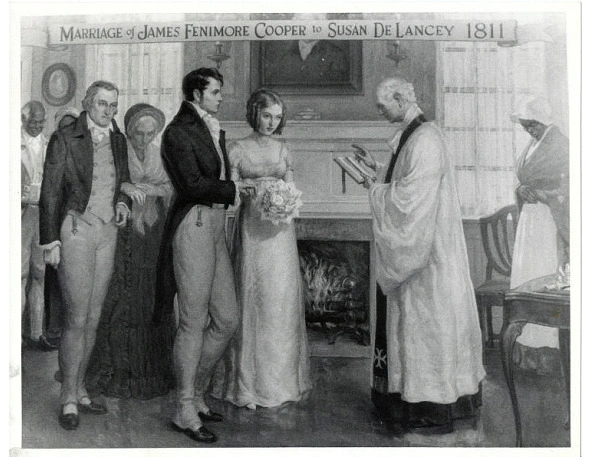 MARRIAGE of JAMES FENIMORE COOPER to SUSAN DE LANCEY 1811